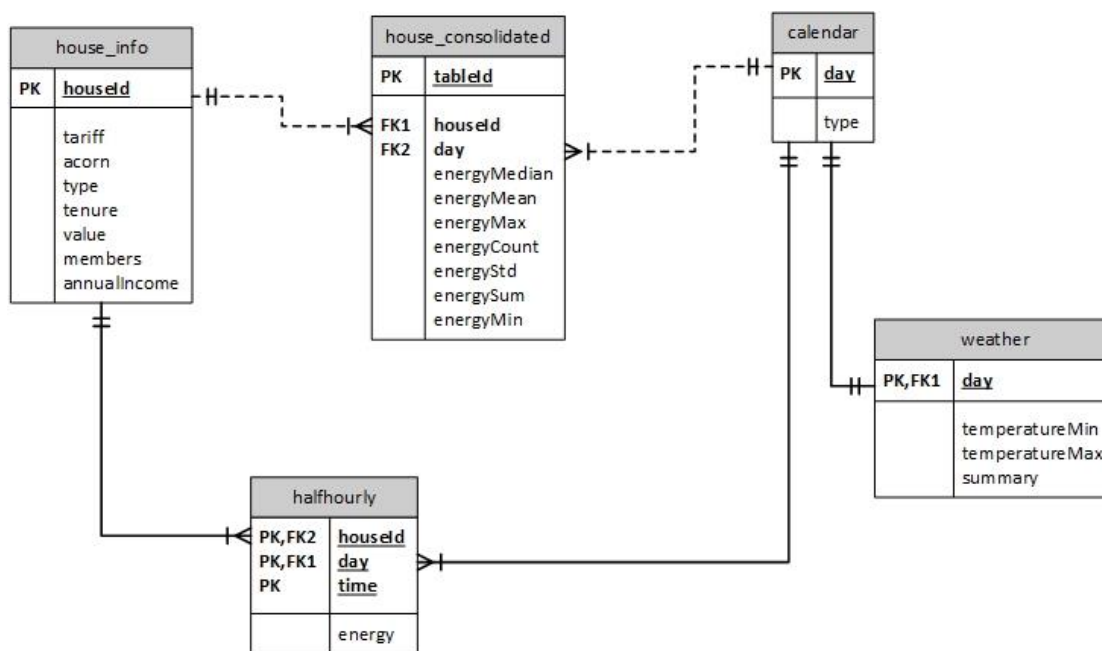 house_info
PK houseId
tariff
acorn
type
tenure
value
members
annualIncome
house_consolidated
PK tableId
FK1 houseId
FK2 day
energyMedian
energyMean
energyMax
energyCount
energyStd
energySum
energyMin
calendar
PK day
type
weather
PK,FK1 day
temperatureMin
temperatureMax
summary
halfhourly
PK,FK2 houseId
PK,FK1 day
PK time
energy